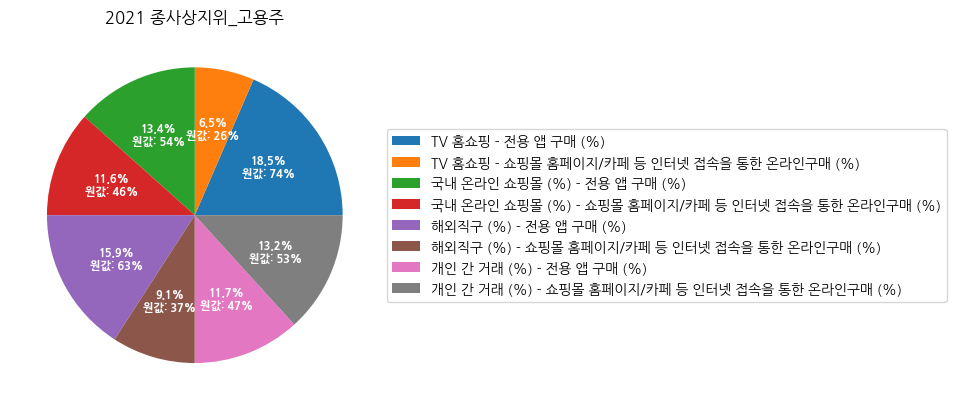 2021 종사상지위_고용주
6.5%
원값: 26%
13.4%
원값: 54%
18.5%
원값: 74%
11.6%
원값: 46%
15.9%
원값: 63%
13.2%
원값: 53%
9.1%
원값: 37%
11.7%
원값: 47%
TV 홈쇼핑 - 전용 앱 구매 (%)
TV 홈쇼핑 - 쇼핑몰 홈페이지/카페 등 인터넷 접속을 통한 온라인구매 (%)
국내 온라인 쇼핑몰 (%) - 전용 앱 구매 (%)
국내 온라인 쇼핑몰 (%) - 쇼핑몰 홈페이지/카페 등 인터넷 접속을 통한 온라인구매 (%)
해외직구 (%) - 전용 앱 구매 (%)
해외직구 (%) - 쇼핑몰 홈페이지/카페 등 인터넷 접속을 통한 온라인구매 (%)
개인 간 거래 (%) - 전용 앱 구매 (%)
개인 간 거래 (%) - 쇼핑몰 홈페이지/카페 등 인터넷 접속을 통한 온라인구매 (%)